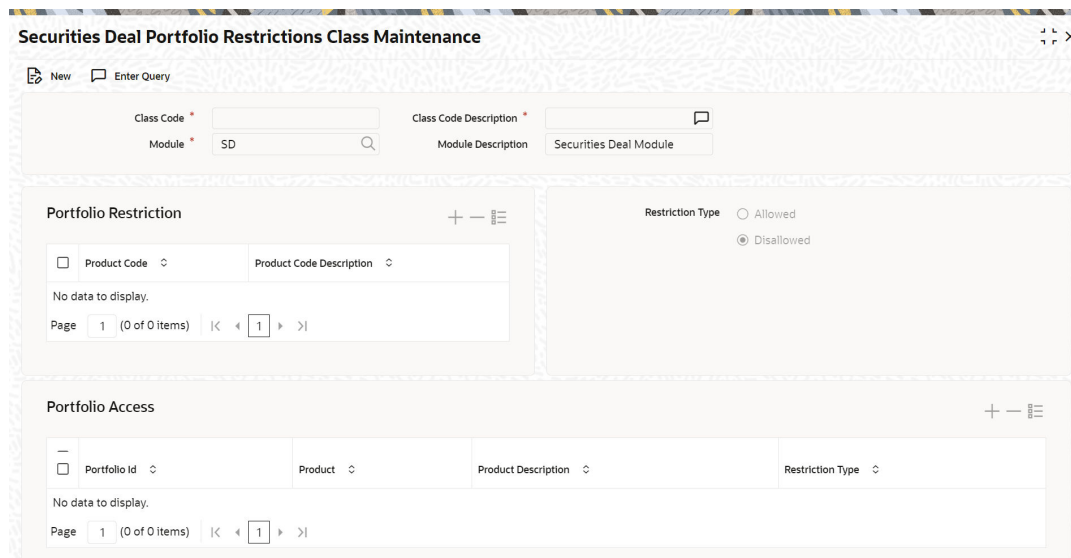 Securities Deal Portfolio Restrictions Class Maintenance
New Enter Query
Class Code * Class Code Description *
Module * SD Module Description Securities Deal Module
Portfolio Restriction
Restriction Type Allowed
Disallowed
Product Code Product Code Description
No data to display.
Page 1 (0 of 0 items) 1
Portfolio Access
Portfolio Id Product Product Description Restriction Type
No data to display.
Page 1 (0 of 0 items) 1